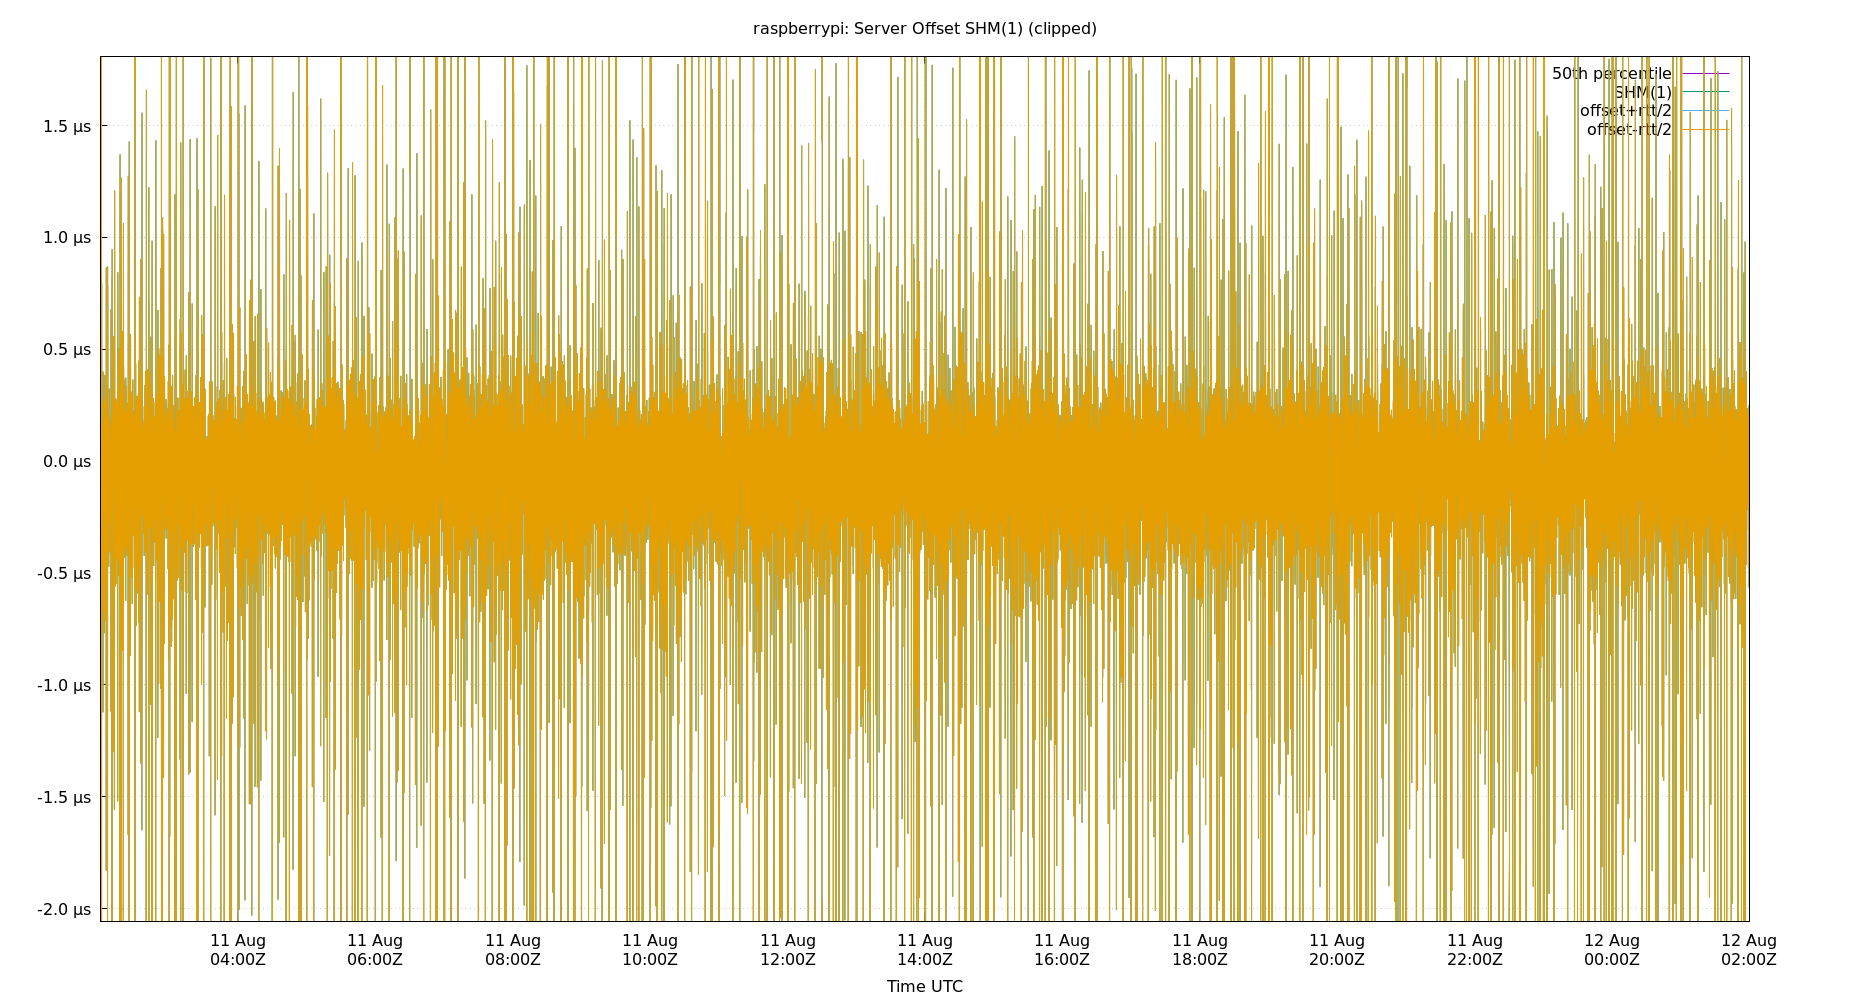 raspberrypi: Server Offset SHM(1) (clipped)
50th percentile
SHM(1)
offset+rtt/2
offset-rtt/2
1.5 µs
1.0 µs
0.5 µs
0.0 µs
-0.5 µs
-1.0 µs
-1.5 µs
-2.0 µs
11 Aug 11 Aug 11 Aug 11 Aug 11 Aug 11 Aug 11 Aug 11 Aug 11 Aug 11 Aug 12 Aug 12 Aug
04:00Z 06:00Z 08:00Z 10:00Z 12:00Z 14:00Z 16:00Z 18:00Z 20:00Z 22:00Z 00:00Z 02:00Z
Time UTC